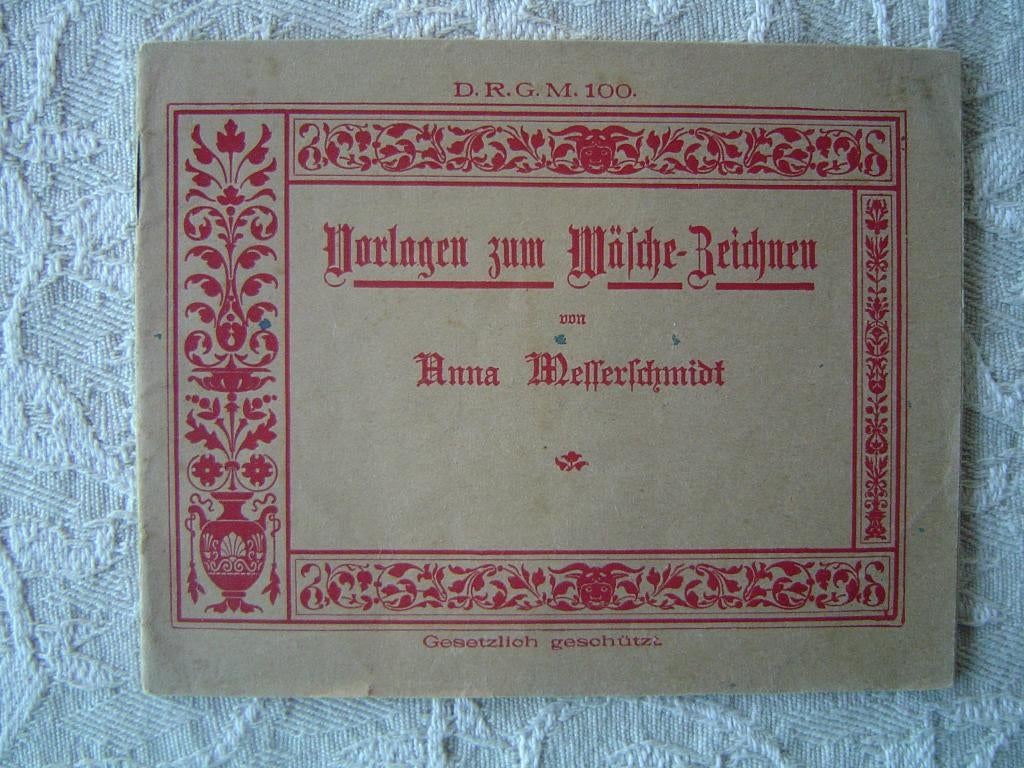 D. R. G. M. 100.
Vorlagen zum Wäsche-Zeichnen
von
Anna Messerschmidt
Gesetzlich geschützt.